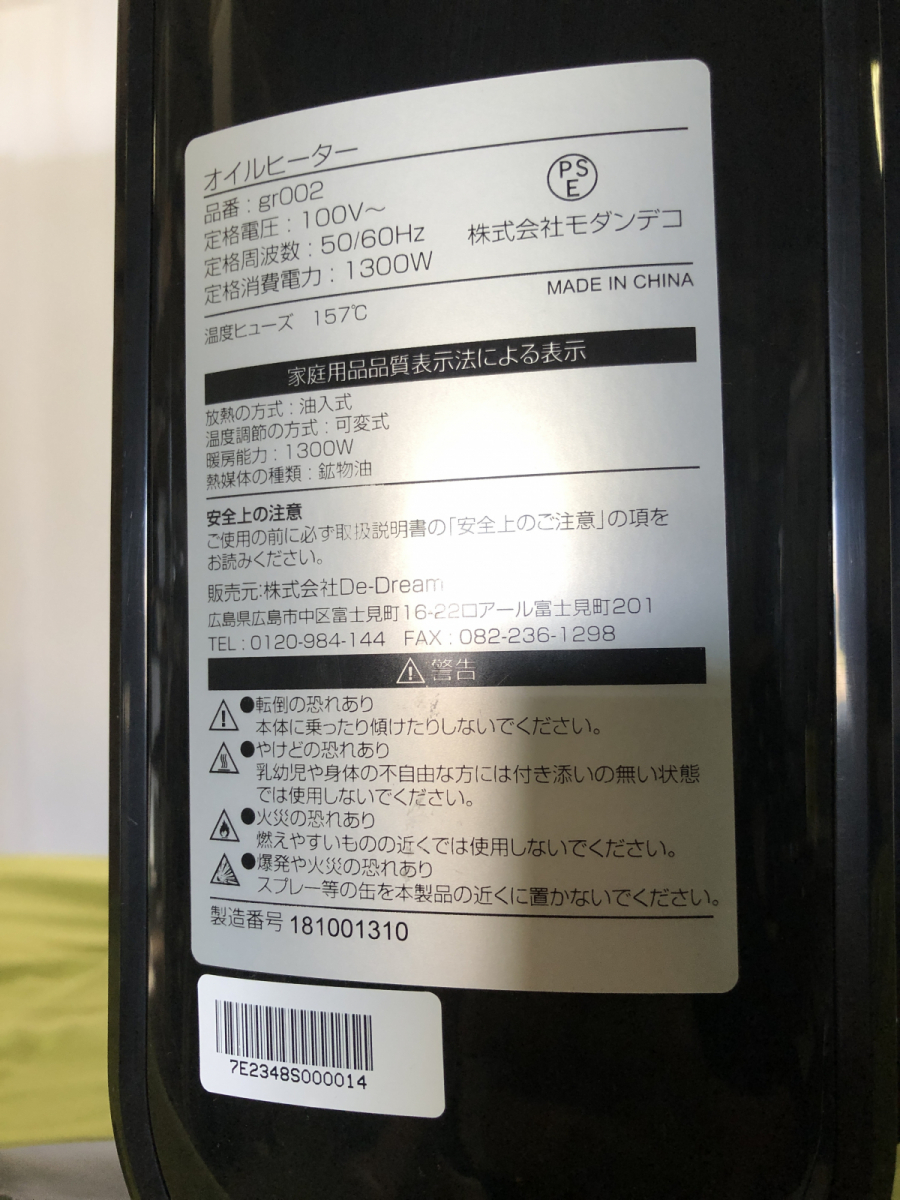 オイルヒーター
品番 : gr002
定格電圧 : 100V～
定格周波数 : 50/60Hz
定格消費電力 : 1300W
PS
E
株式会社モダンデコ
MADE IN CHINA
温度ヒューズ 157℃
家庭用品品質表示法による表示
放熱の方式 : 油入式
温度調節の方式 : 可変式
暖房能力 : 1300W
熱媒体の種類 : 鉱物油
安全上の注意
ご使用の前に必ず取扱説明書の「安全上のご注意」の項を
お読みください。
販売元:株式会社De-Dream
広島県広島市中区富士見町16-22ロアール富士見町201
TEL : 0120-984-144 FAX : 082-236-1298
警告
●転倒の恐れあり
本体に乗ったり傾けたりしないでください。
●やけどの恐れあり
乳幼児や身体の不自由な方には付き添いの無い状態
では使用しないでください。
●火災の恐れあり
燃えやすいものの近くでは使用しないでください。
●爆発や火災の恐れあり
スプレー等の缶を本製品の近くに置かないでください。
製造番号 181001310
7E2348S000014